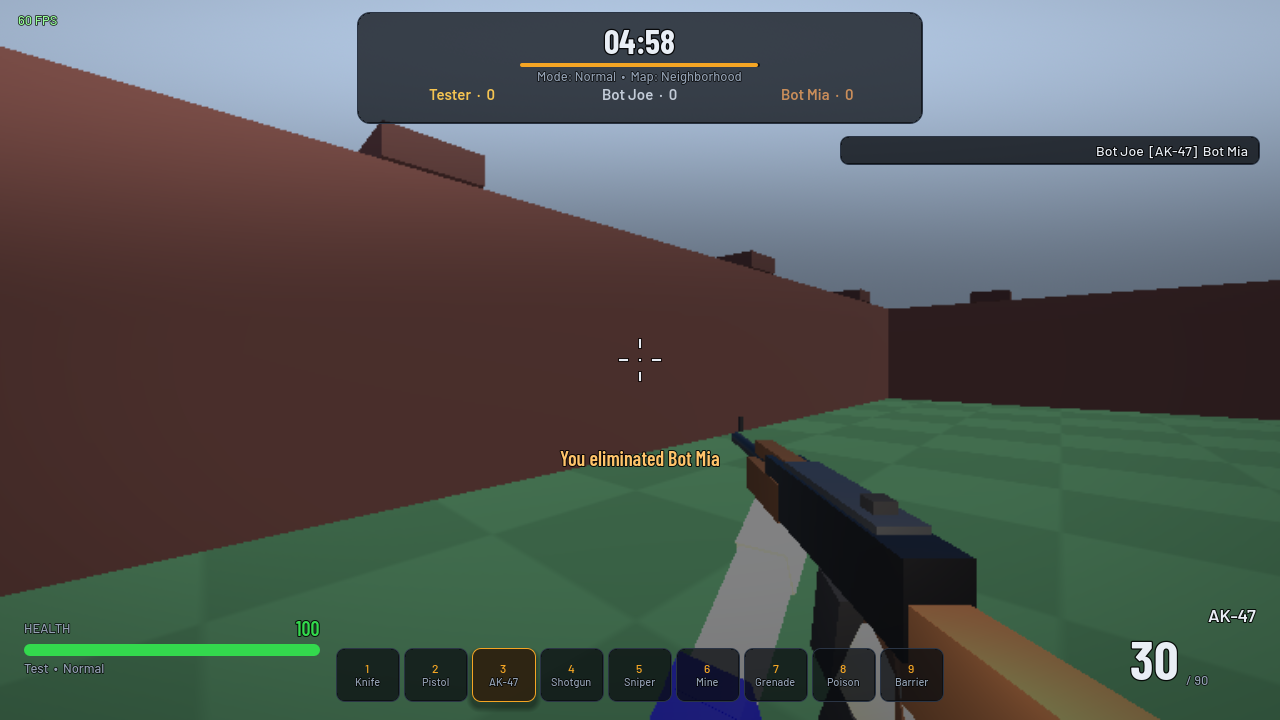 60 FPS
04:58
Mode: Normal • Map: Neighborhood
Tester · 0
Bot Joe · 0
Bot Mia · 0
Bot Joe [AK-47] Bot Mia
You eliminated Bot Mia
HEALTH
100
Test • Normal
1
Knife
2
Pistol
3
AK-47
4
Shotgun
5
Sniper
6
Mine
7
Grenade
8
Poison
9
Barrier
AK-47
30 / 90